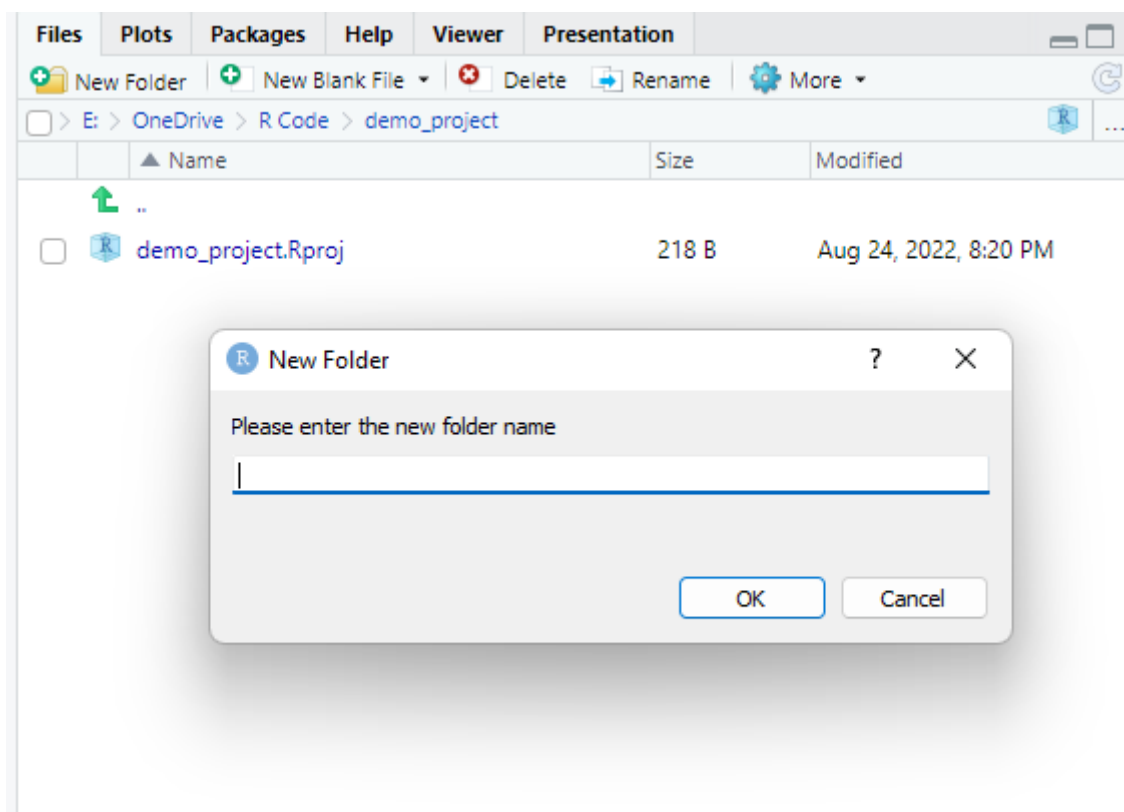 Files Plots Packages Help Viewer Presentation
New Folder New Blank File Delete Rename More
E: > OneDrive > R Code > demo_project R ...
Name Size Modified
..
R demo_project.Rproj 218 B Aug 24, 2022, 8:20 PM
R New Folder ?
Please enter the new folder name
OK Cancel